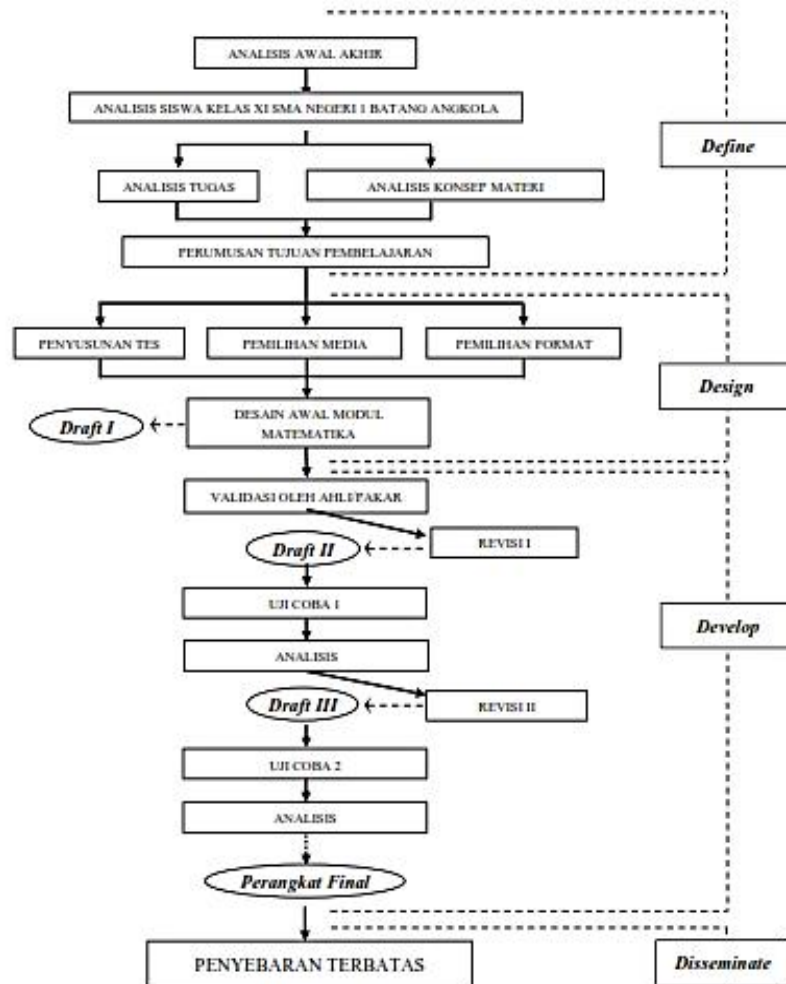 ANALISIS AWAL AKHIR
ANALISIS SISWA KELAS XI SMA NEGERI 1 BATANG ANGKOLA
Define
ANALISIS TUGAS
ANALISIS KONSEP MATERI
PERUMUSAN TUJUAN PEMBELAJARAN
PENYUSUNAN TES
PEMILIHAN MEDIA
PEMILIHAN FORMAT
Design
Draft I
DESAIN AWAL MODUL
MATEMATIKA
VALIDASI OLEH AHLI/PAKAR
Draft II
REVISI I
UJI COBA 1
Develop
ANALISIS
Draft III
REVISI II
UJI COBA 2
ANALISIS
Perangkat Final
PENYEBARAN TERBATAS
Disseminate